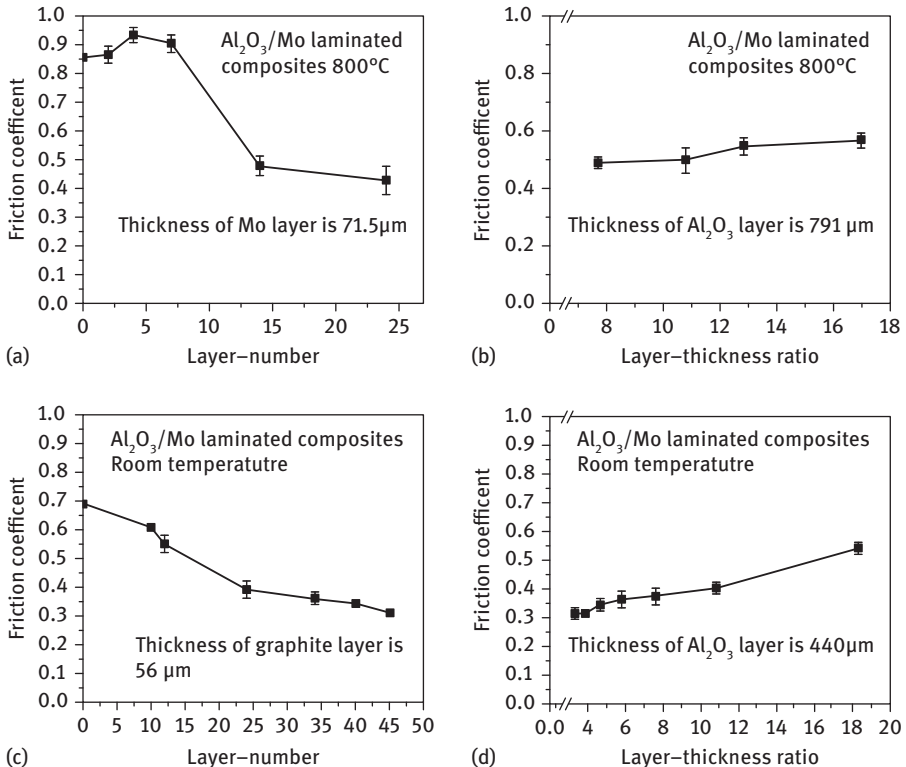 1.0
0.9
0.8
0.7
0.6
0.5
0.4
0.3
0.2
0.1
0.0
Friction coefficent
Al₂O₃/Mo laminated
composites 800°C
Thickness of Mo layer is 71.5µm
0 5 10 15 20 25
(a) Layer–number
1.0
0.8
0.6
0.4
0.2
0.0
Friction coefficent
Al₂O₃/Mo laminated
composites 800°C
Thickness of Al₂O₃ layer is 791 µm
0 8 10 12 14 16 18
(b) Layer–thickness ratio
1.0
0.9
0.8
0.7
0.6
0.5
0.4
0.3
0.2
0.1
0.0
Friction coefficent
Al₂O₃/Mo laminated composites
Room temperatutre
Thickness of graphite layer is
56 µm
0 5 10 15 20 25 30 35 40 45 50
(c) Layer–number
1.0
0.9
0.8
0.7
0.6
0.5
0.4
0.3
0.2
0.1
0.0
Friction coefficent
Al₂O₃/Mo laminated composites
Room temperatutre
Thickness of Al₂O₃ layer is 440µm
0.0 4 6 8 10 12 14 16 18 20
(d) Layer–thickness ratio